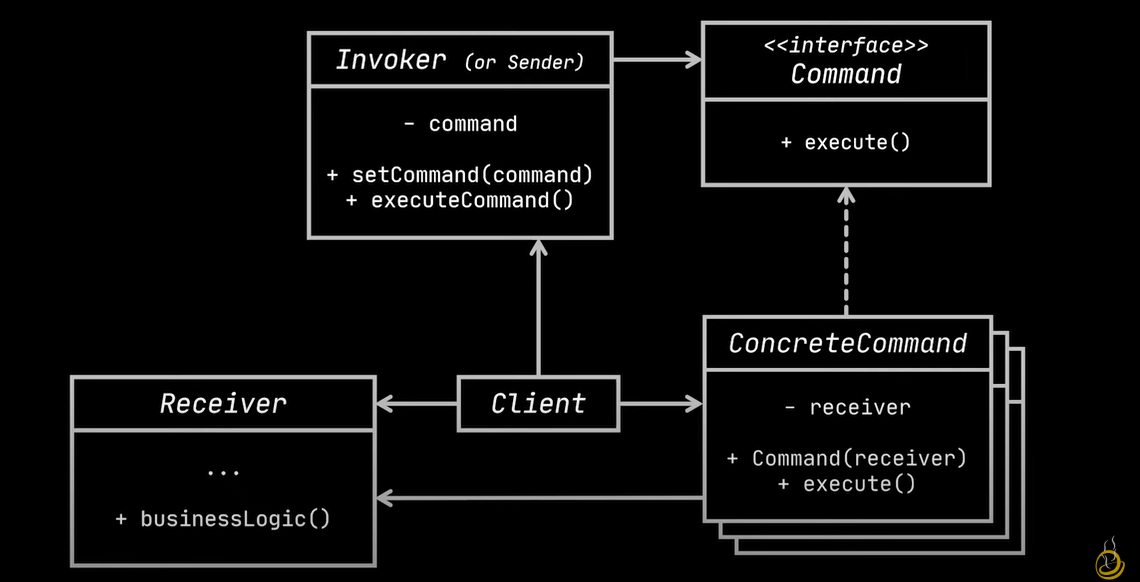 Invoker (or Sender)
- command
+ setCommand(command)
+ executeCommand()
<<interface>>
Command
+ execute()
Receiver
...
+ businessLogic()
Client
ConcreteCommand
- receiver
+ Command(receiver)
+ execute()